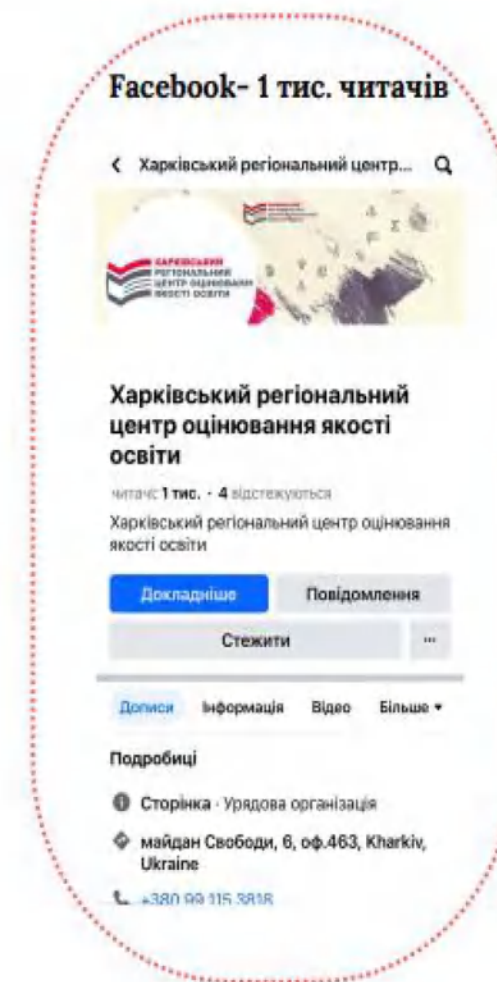 Facebook- 1 тис. читачів
Харківський регіональний центр...
ХАРКІВСЬКИЙ
РЕГІОНАЛЬНИЙ
ЦЕНТР ОЦІНЮВАННЯ
ЯКОСТІ ОСВІТИ
Харківський регіональний
центр оцінювання якості
освіти
читачі: 1 тис. · 4 відстежуються
Харківський регіональний центр оцінювання
якості освіти
Докладніше Повідомлення
Стежити ...
Дописи Інформація Відео Більше
Подробиці
Сторінка · Урядова організація
майдан Свободи, 6, оф.463, Kharkiv,
Ukraine
+380 99 115 3818